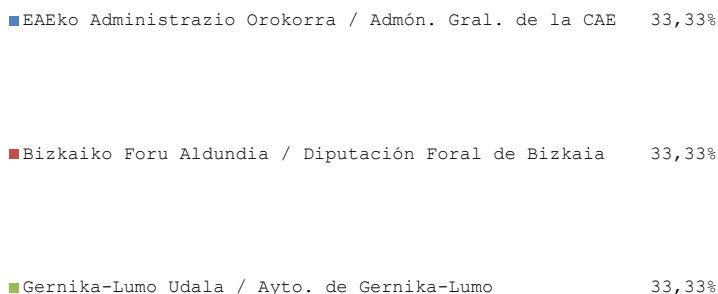 EAEko Administrazio Orokorra / Admón. Gral. de la CAE 33,33%
Bizkaiko Foru Aldundia / Diputación Foral de Bizkaia 33,33%
Gernika-Lumo Udala / Ayto. de Gernika-Lumo 33,33%